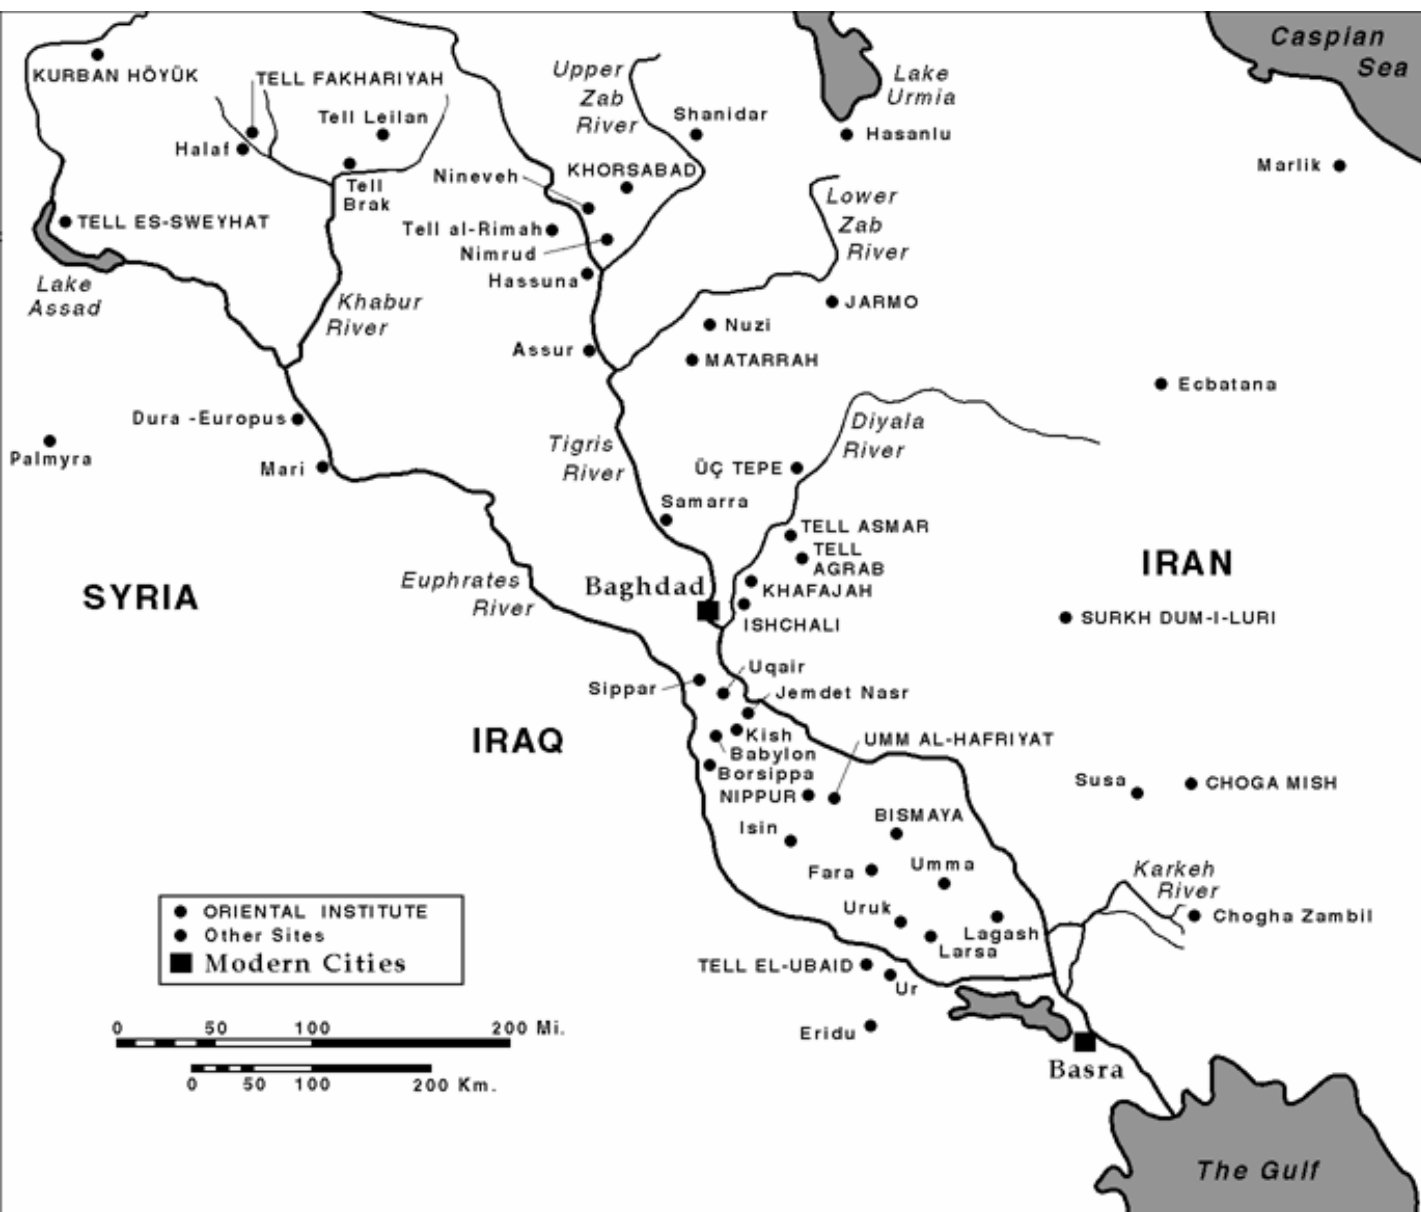 Caspian
Sea
KURBAN HÖYÜK
TELL FAKHARIYAH
Upper
Zab
River
Lake
Urmia
Tell Leilan
Shanidar
Hasanlu
Halaf
Marlik
Nineveh
KHORSABAD
Tell
Brak
Lower
Zab
River
TELL ES-SWEYHAT
Tell al-Rimah
Nimrud
Hassuna
Lake
Assad
Khabur
River
JARMO
Nuzi
Assur
MATARRAH
Ecbatana
Dura -Europus
Diyala
River
Palmyra
Mari
Tigris
River
ÜÇ TEPE
Samarra
TELL ASMAR
TELL
AGRAB
IRAN
SYRIA
Euphrates
River
Baghdad
KHAFAJAH
ISHCHALI
SURKH DUM-I-LURI
Uqair
Sippar
Jemdet Nasr
IRAQ
Kish
UMM AL-HAFRIYAT
Babylon
Borsippa
Susa
CHOGA MISH
NIPPUR
BISMAYA
Isin
Fara
Umma
Karkeh
River
Uruk
Chogha Zambil
Lagash
Larsa
TELL EL-UBAID
Ur
Eridu
ORIENTAL INSTITUTE
Other Sites
Modern Cities
0 50 100 200 Mi.
0 50 100 200 Km.
Basra
The Gulf